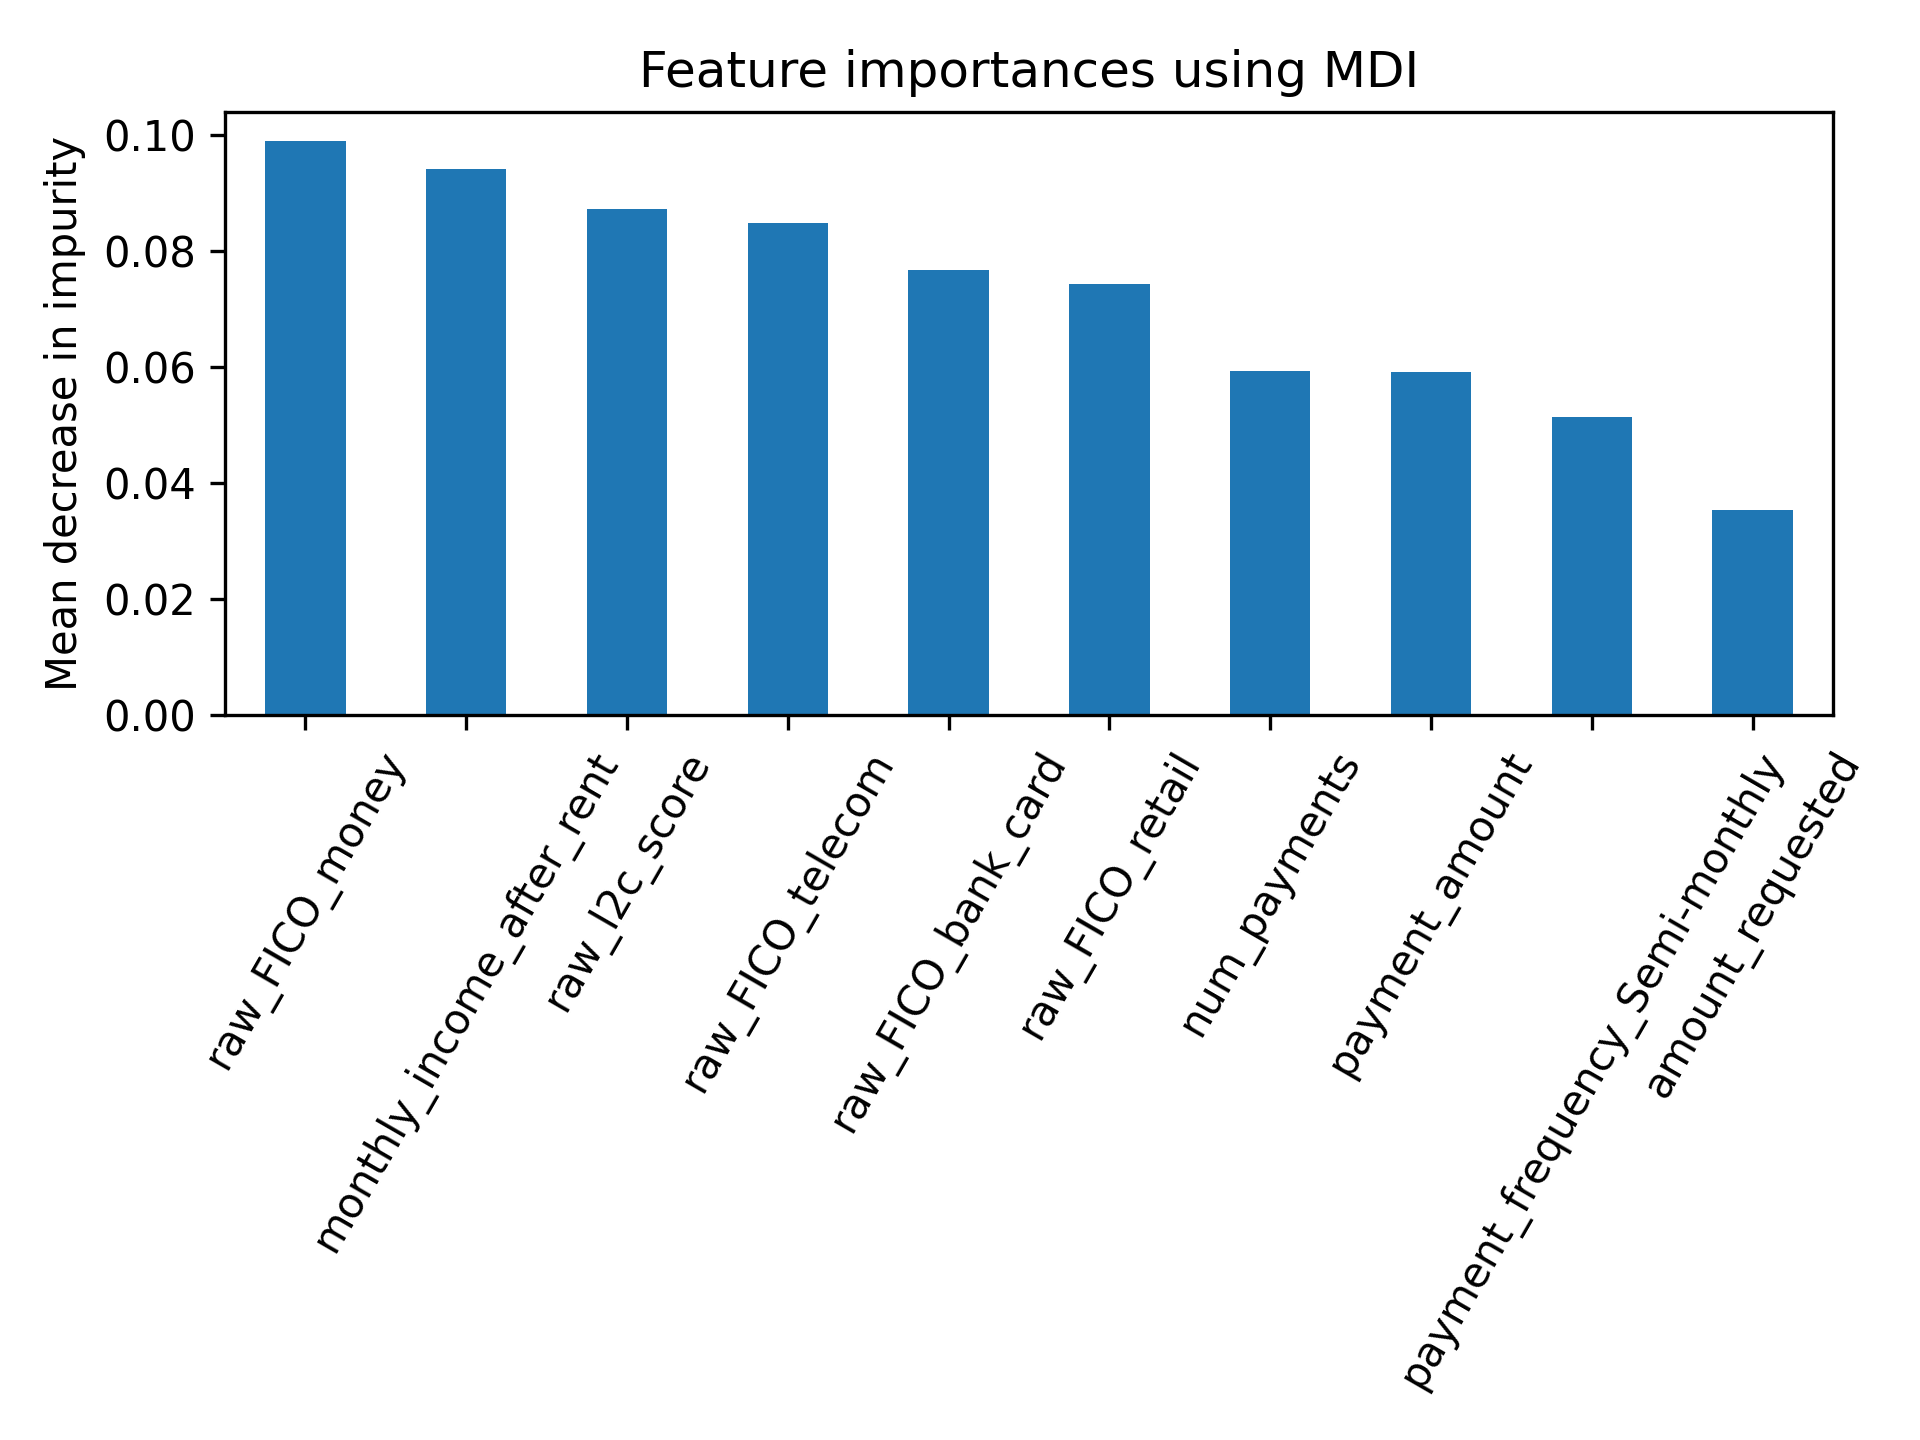 Feature importances using MDI
Mean decrease in impurity
0.10
0.08
0.06
0.04
0.02
0.00
raw_FICO_money
monthly_income_after_rent
raw_l2c_score
raw_FICO_telecom
raw_FICO_bank_card
raw_FICO_retail
num_payments
payment_amount
payment_frequency_Semi-monthly
amount_requested